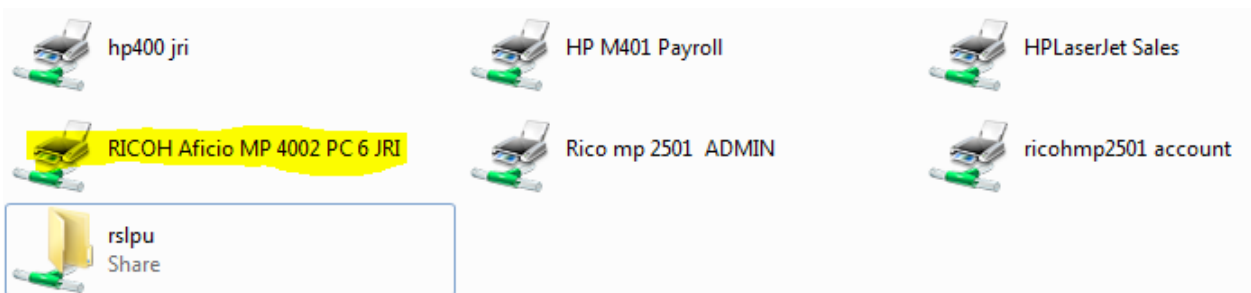 hp400 jri
HP M401 Payroll
HPLaserJet Sales
RICOH Aficio MP 4002 PC 6 JRI
Rico mp 2501  ADMIN
ricohmp2501 account
rslpu
Share